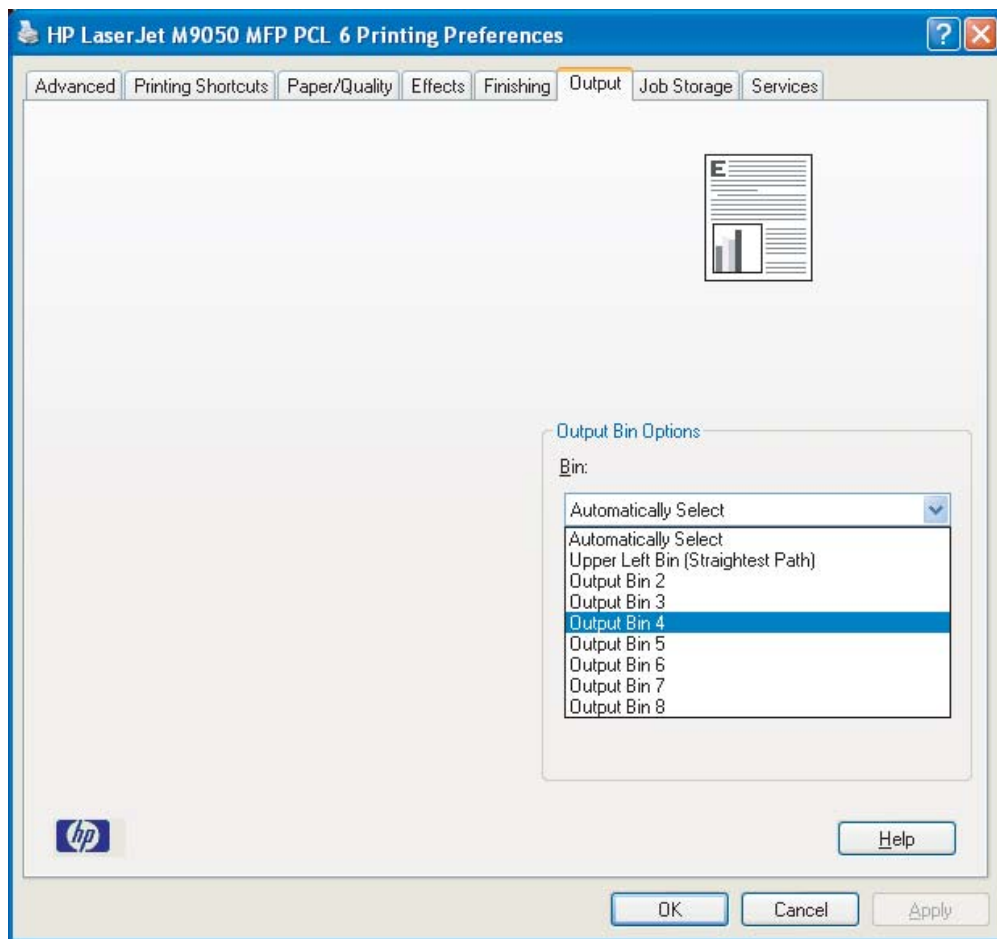 HP LaserJet M9050 MFP PCL 6 Printing Preferences
Advanced Printing Shortcuts Paper/Quality Effects Finishing Output Job Storage Services
E
Output Bin Options
Bin:
Automatically Select
Automatically Select
Upper Left Bin (Straightest Path)
Output Bin 2
Output Bin 3
Output Bin 4
Output Bin 5
Output Bin 6
Output Bin 7
Output Bin 8
hp
Help
OK Cancel Apply